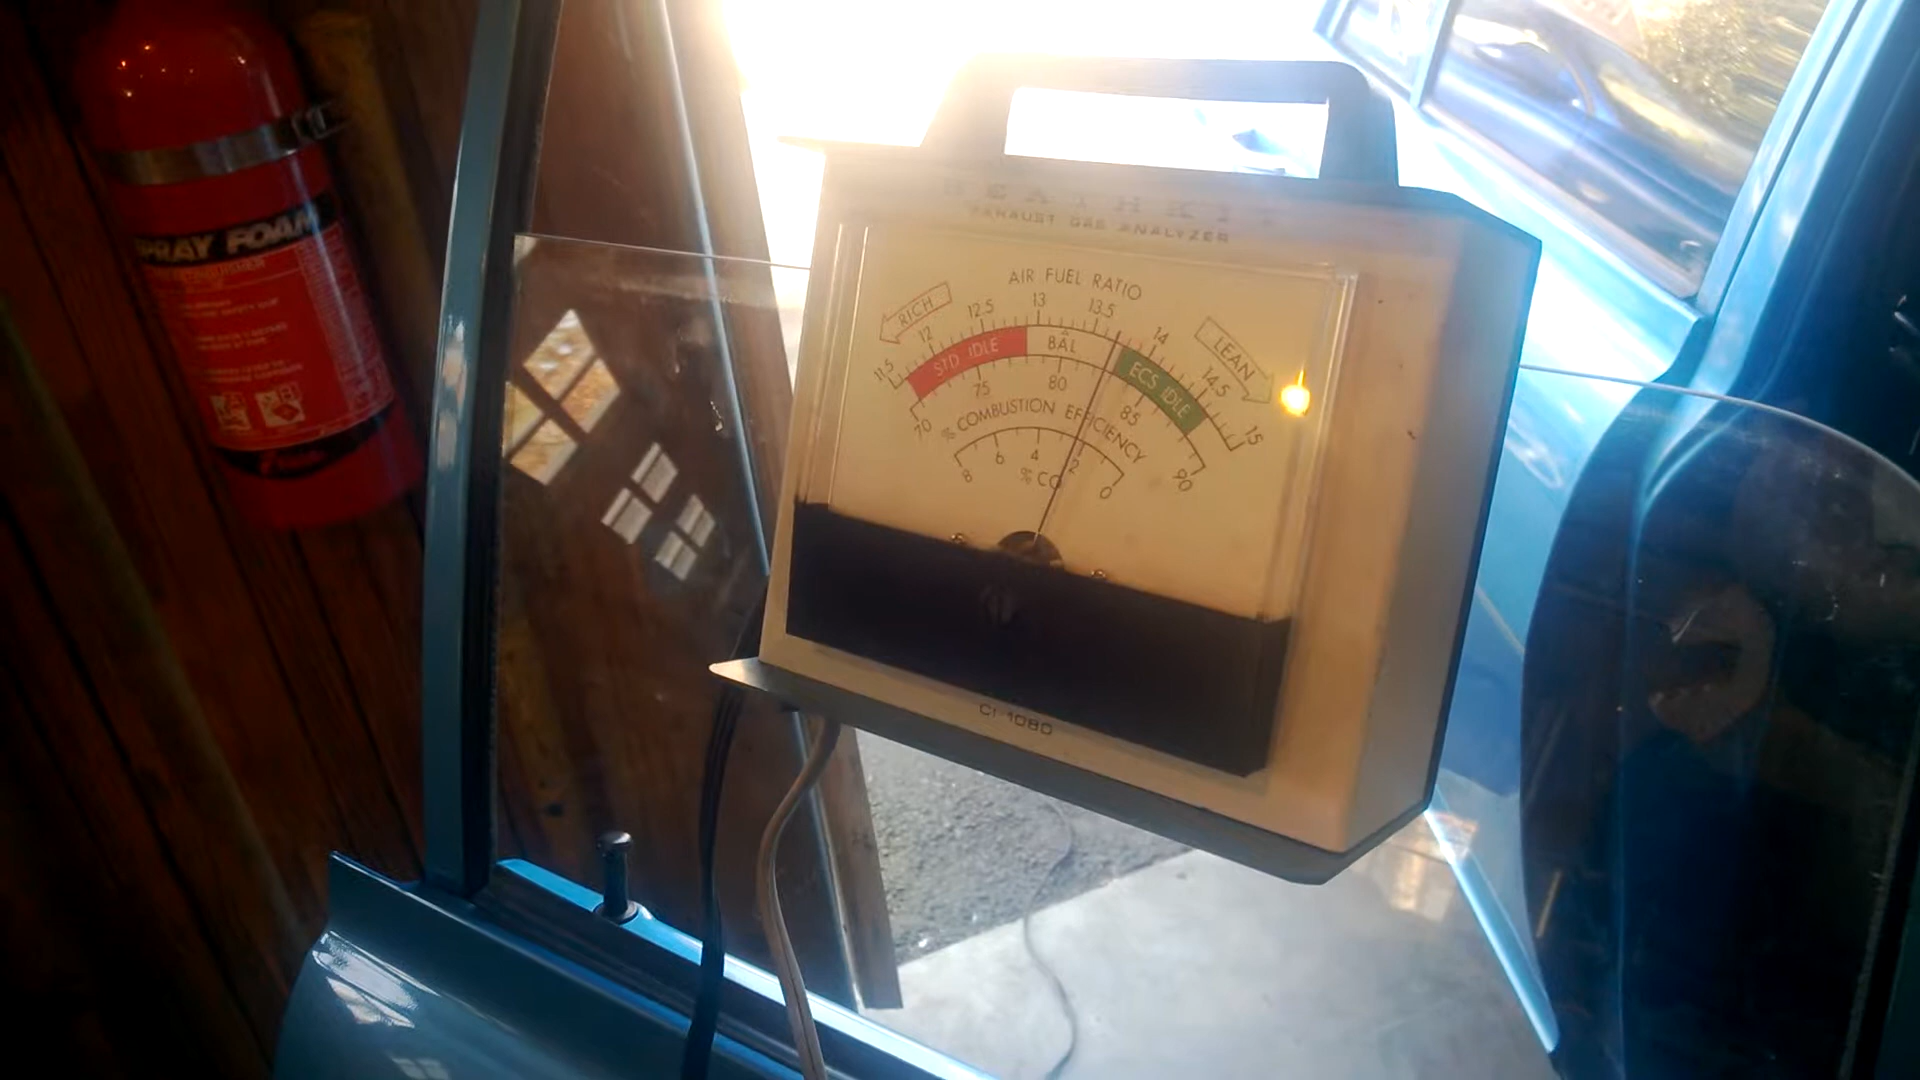 SPRAY FOAM
HEATHKIT
EXHAUST GAS ANALYZER
AIR FUEL RATIO
RICH
LEAN
11.5 12 12.5 13 13.5 14 14.5 15
STD IDLE
BAL
ECS IDLE
70 75 80 85 90
% COMBUSTION EFFICIENCY
8 6 4 2 0
% CO
CI-1080